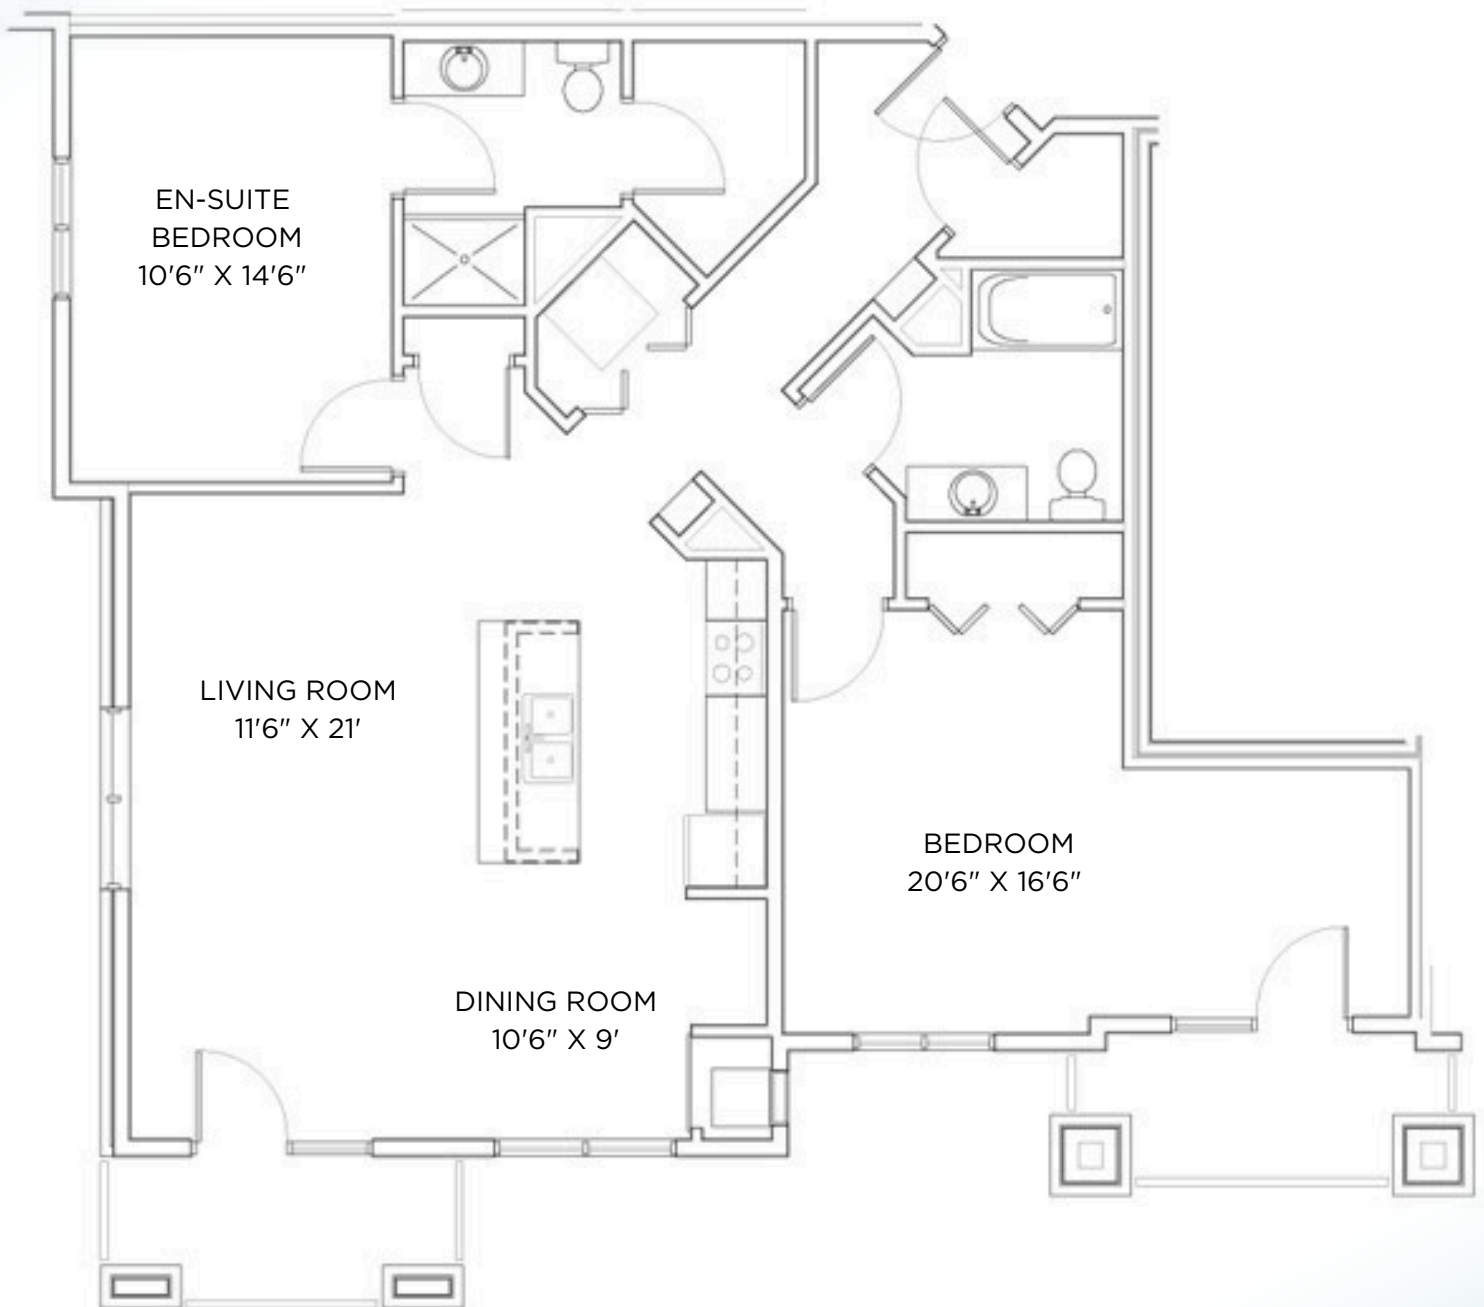 EN-SUITE
BEDROOM
10'6" X 14'6"
LIVING ROOM
11'6" X 21'
BEDROOM
20'6" X 16'6"
DINING ROOM
10'6" X 9'